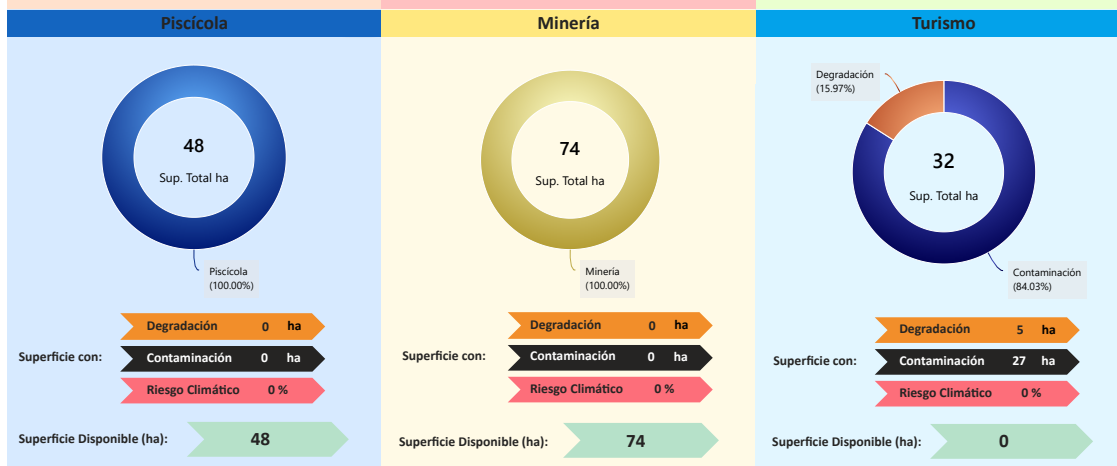 Piscícola
48
Sup. Total ha
Piscícola
(100.00%)
Superficie con:
Degradación 0 ha
Contaminación 0 ha
Riesgo Climático 0 %
Superficie Disponible (ha): 48
Minería
74
Sup. Total ha
Minería
(100.00%)
Superficie con:
Degradación 0 ha
Contaminación 0 ha
Riesgo Climático 0 %
Superficie Disponible (ha): 74
Turismo
Degradación
(15.97%)
32
Sup. Total ha
Contaminación
(84.03%)
Superficie con:
Degradación 5 ha
Contaminación 27 ha
Riesgo Climático 0 %
Superficie Disponible (ha): 0